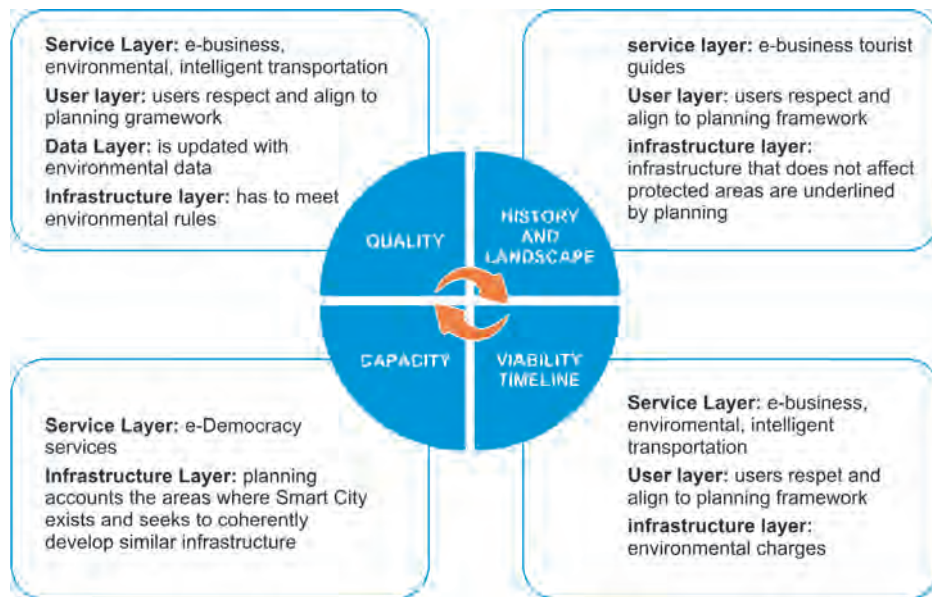 Service Layer: e-business,
environmental, intelligent transportation
User layer: users respect and align to
planning gramework
Data Layer: is updated with
environmental data
Infrastructure layer: has to meet
environmental rules
service layer: e-business tourist
guides
User layer: users respect and
align to planning framework
infrastructure layer:
infrastructure that does not affect
protected areas are underlined
by planning
QUALITY
HISTORY
AND
LANDSCAPE
CAPACITY
VIABILITY
TIMELINE
Service Layer: e-Democracy
services
Infrastructure Layer: planning
accounts the areas where Smart City
exists and seeks to coherently
develop similar infrastructure
Service Layer: e-business,
enviromental, intelligent
transportation
User layer: users respet and
align to planning framework
infrastructure layer:
environmental charges